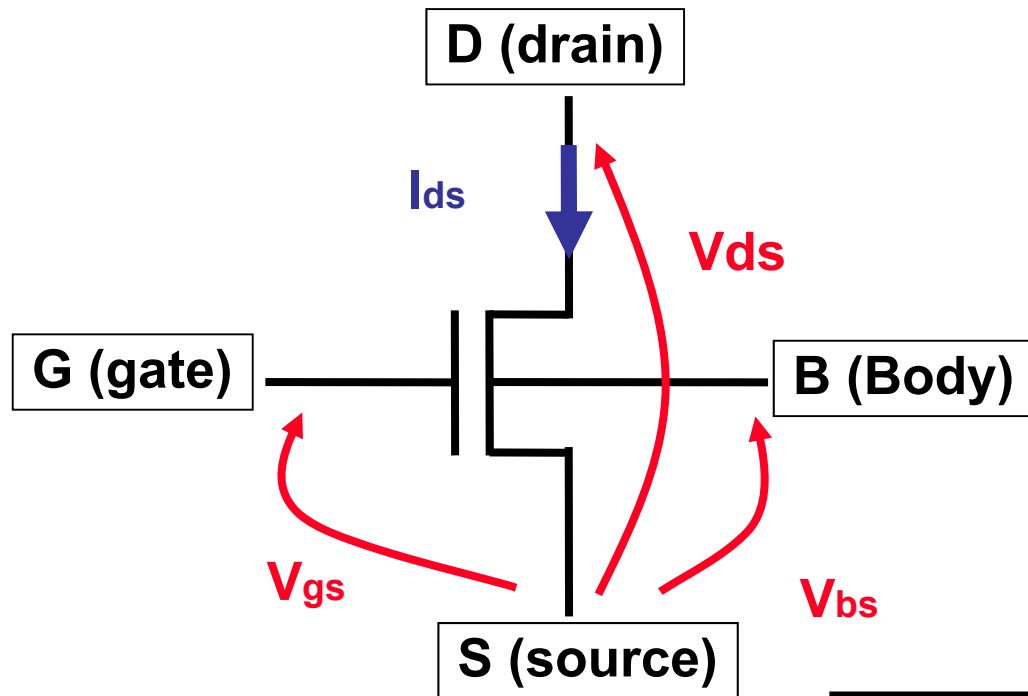 D (drain)
Ids
Vds
G (gate)
B (Body)
Vgs
Vbs
S (source)